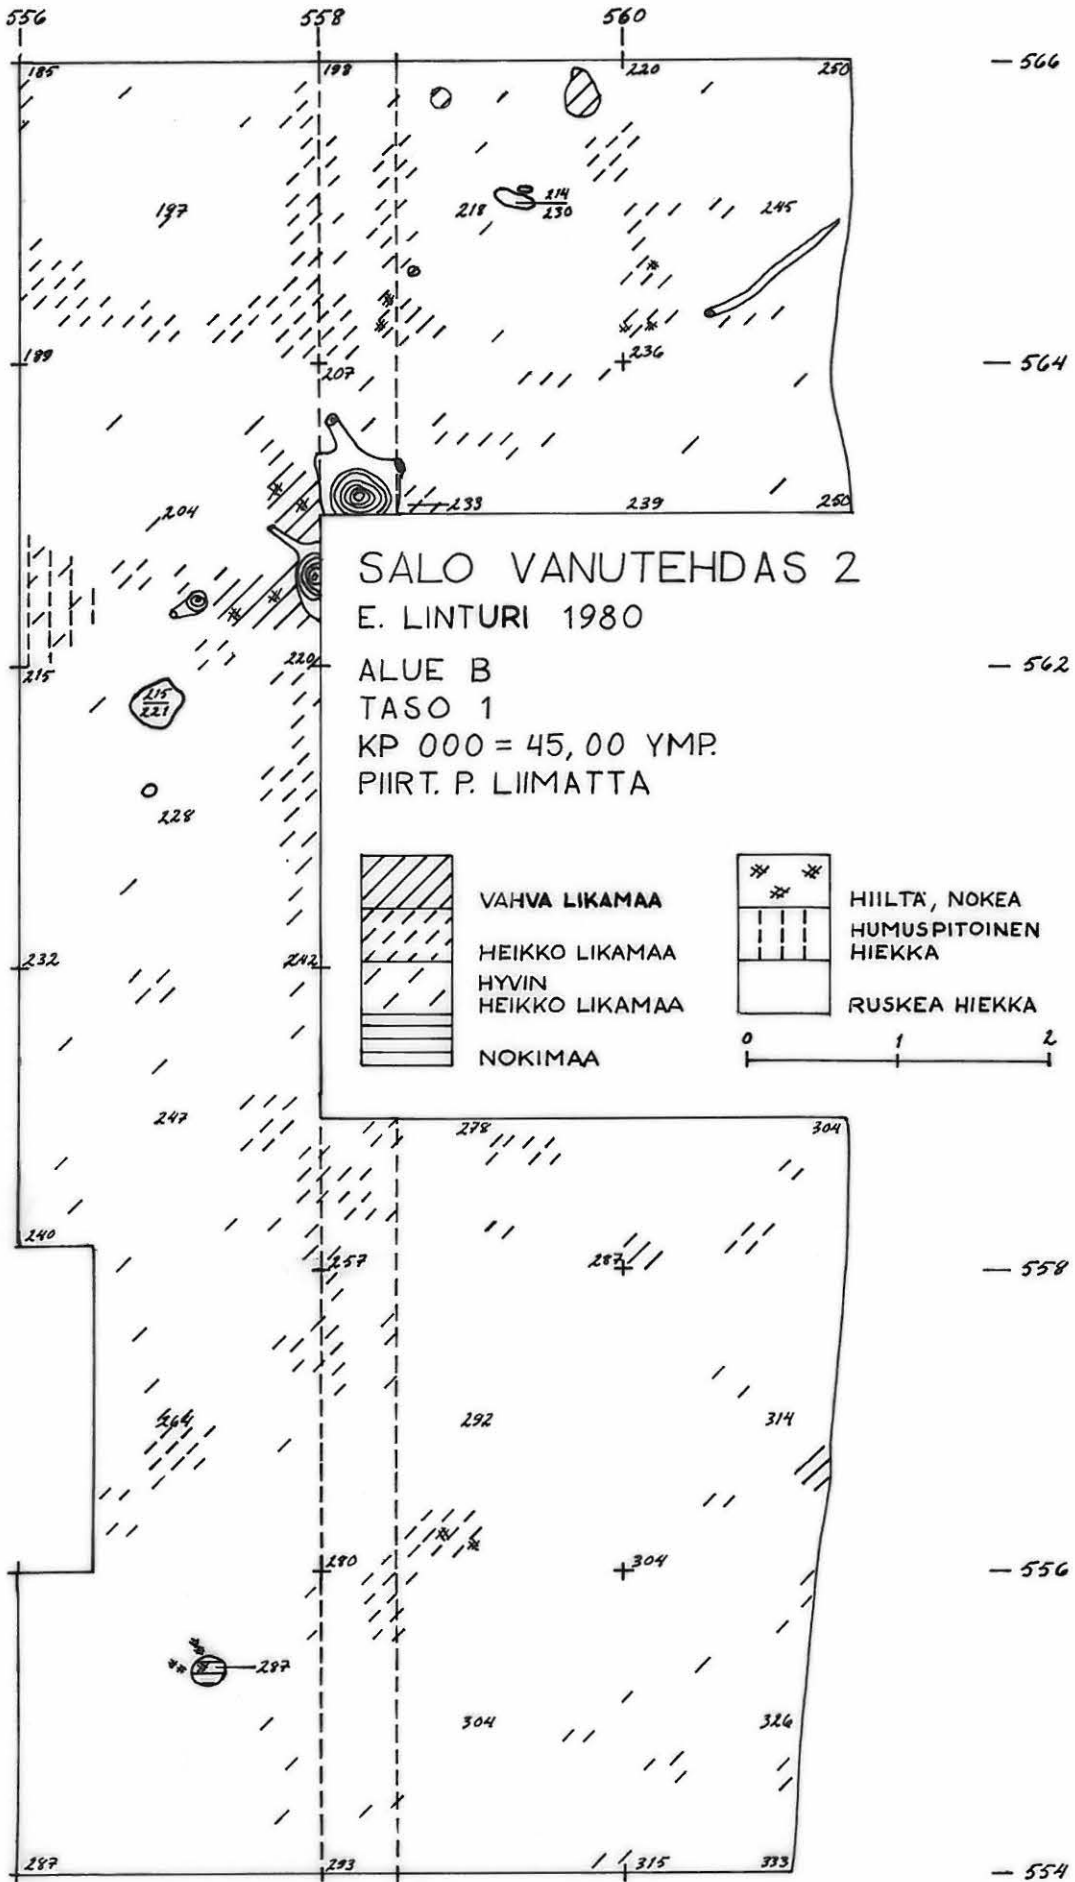 556 558 560
566
185 198 220 250
197 218 214 245
230
189 207 236 564
204 233 239 250
SALO VANUTEHDAS 2
E. LINTURI 1980
215 220 562
ALUE B
215
221
TASO 1
KP 000 = 45,00 YMP.
PIIRT. P. LIIMATTA
228
VAHVA LIKAMAA
HEIKKO LIKAMAA
HYVIN
HEIKKO LIKAMAA
NOKIMAA
HIILTÄ, NOKEA
HUMUSPITOINEN
HIEKKA
RUSKEA HIEKKA
232 242
0 1 2
247 278 304
240 257 287 558
264 292 314
280 304 556
287
304 326
287 293 315 333 554